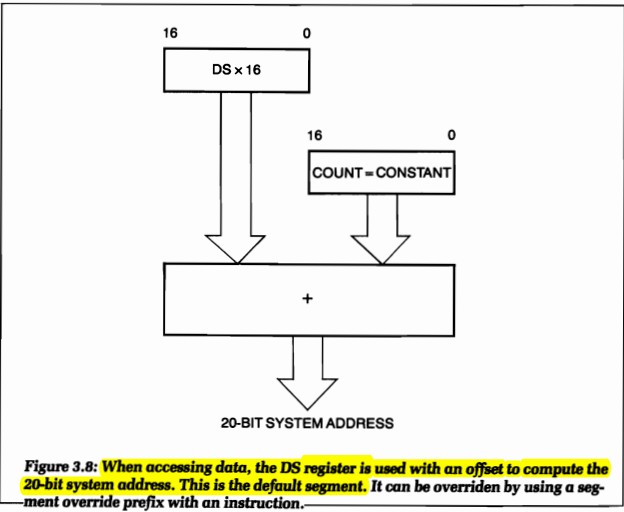 16 0
DS x 16
16 0
COUNT = CONSTANT
+
20-BIT SYSTEM ADDRESS
Figure 3.8: When accessing data, the DS register is used with an offset to compute the
20-bit system address. This is the default segment. It can be overriden by using a seg-
ment override prefix with an instruction.